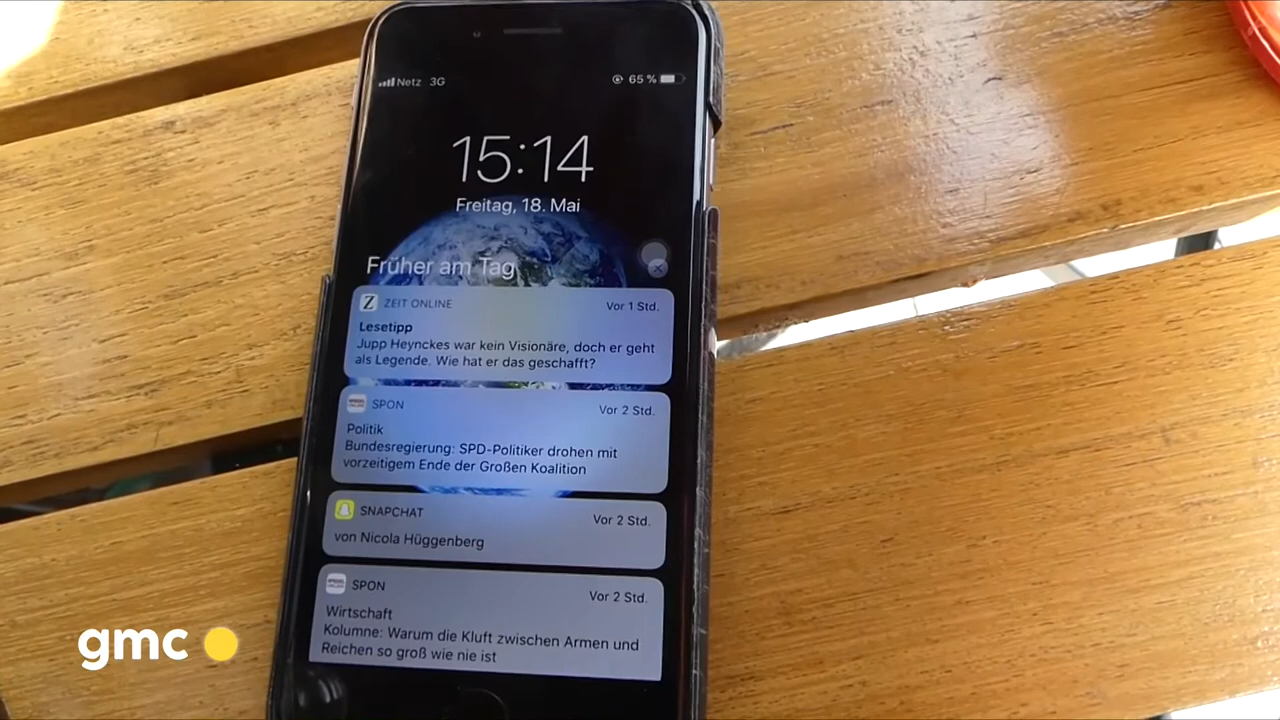 Netz 3G 65 %
15:14
Freitag, 18. Mai
Früher am Tag
Z ZEIT ONLINE Vor 1 Std.
Lesetipp
Jupp Heynckes war kein Visionäre, doch er geht
als Legende. Wie hat er das geschafft?
SPON Vor 2 Std.
Politik
Bundesregierung: SPD-Politiker drohen mit
vorzeitigem Ende der Großen Koalition
SNAPCHAT Vor 2 Std.
von Nicola Hüggenberg
SPON Vor 2 Std.
Wirtschaft
Kolumne: Warum die Kluft zwischen Armen und
Reichen so groß wie nie ist
gmc